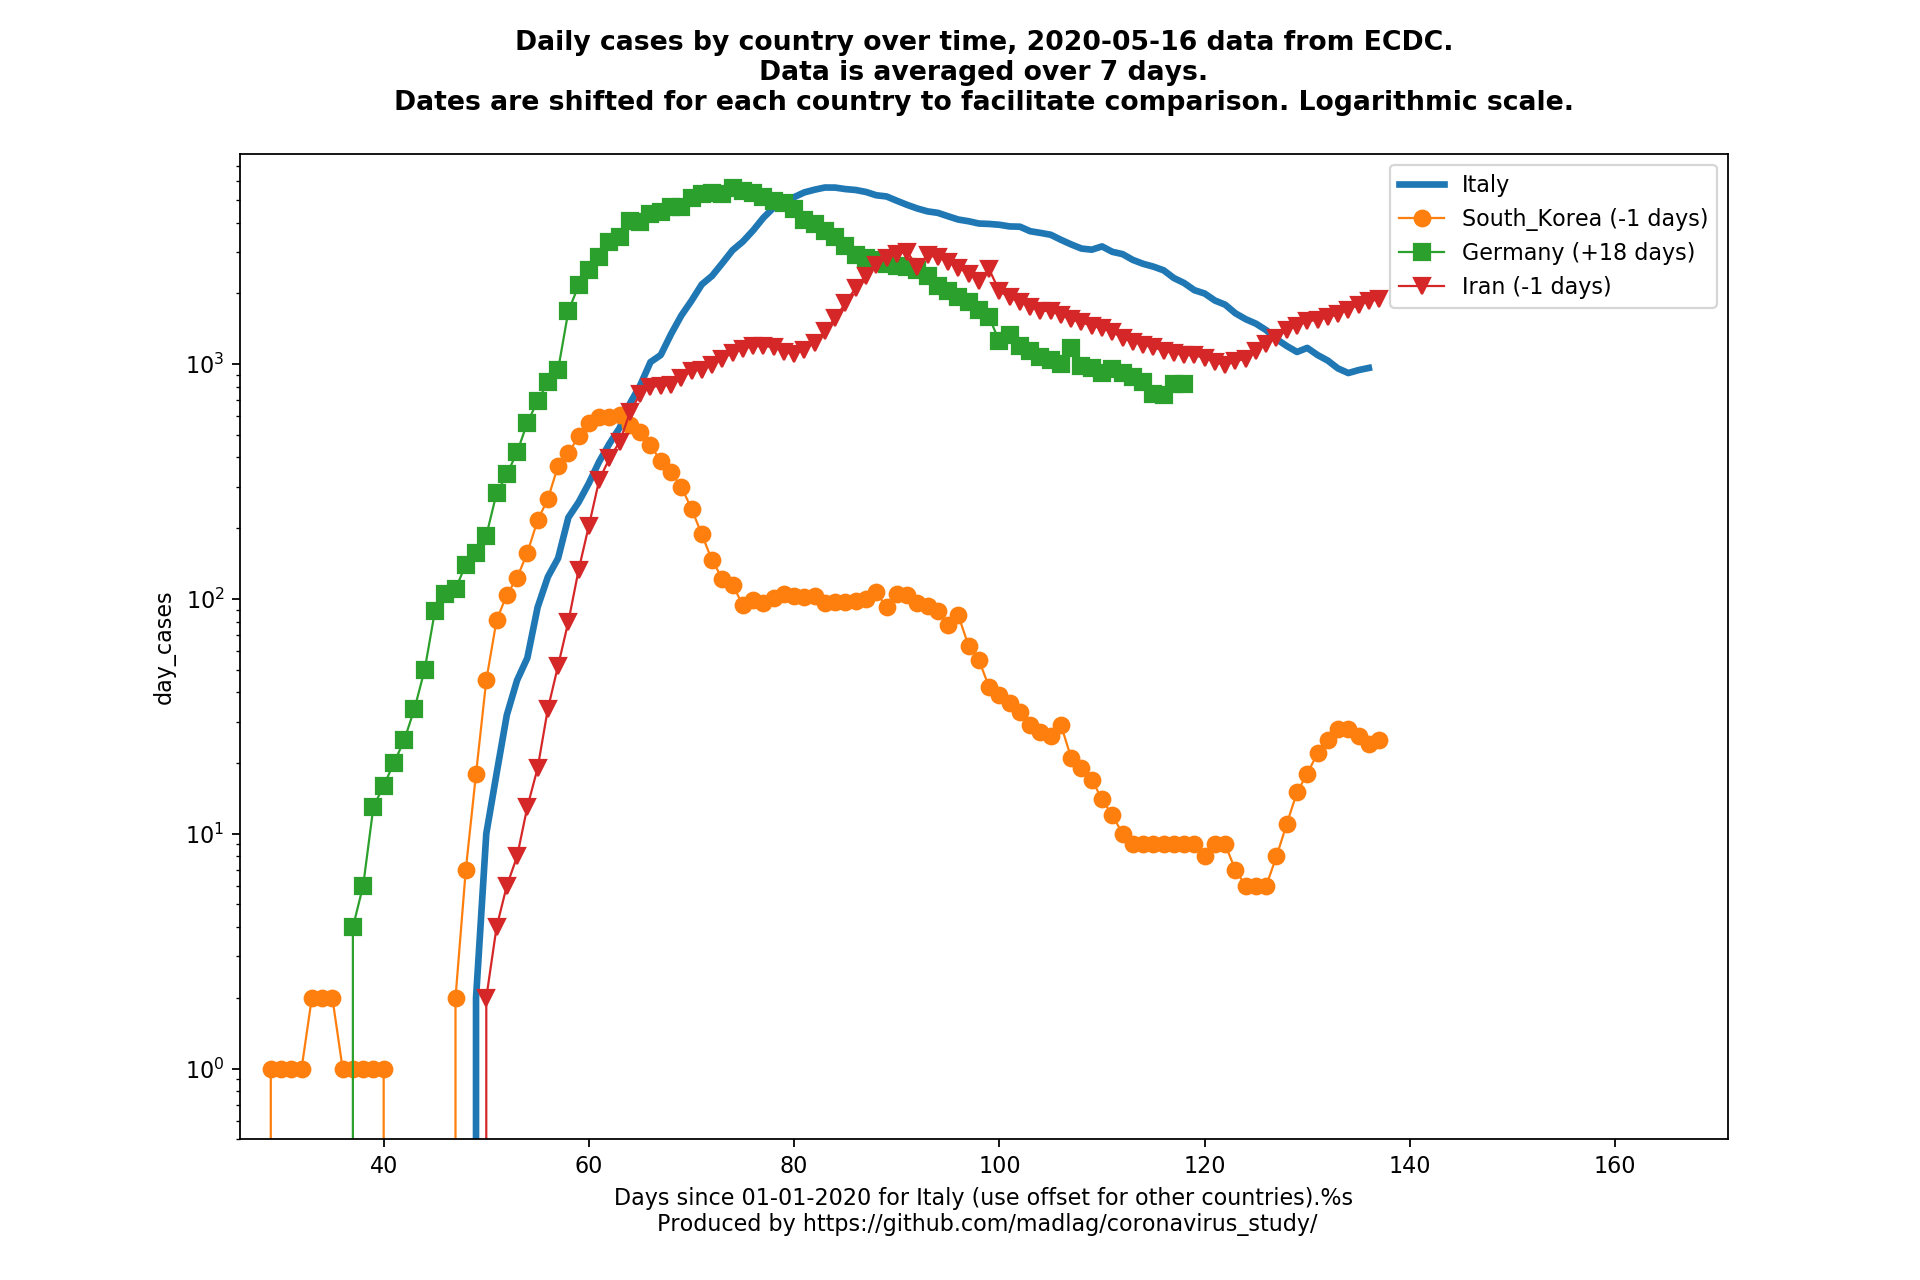 Daily cases by country over time, 2020-05-16 data from ECDC.
Data is averaged over 7 days.
Dates are shifted for each country to facilitate comparison. Logarithmic scale.
Italy
South_Korea (-1 days)
Germany (+18 days)
Iran (-1 days)
day_cases
10³
10²
10¹
10⁰
40 60 80 100 120 140 160
Days since 01-01-2020 for Italy (use offset for other countries).%s
Produced by https://github.com/madlag/coronavirus_study/